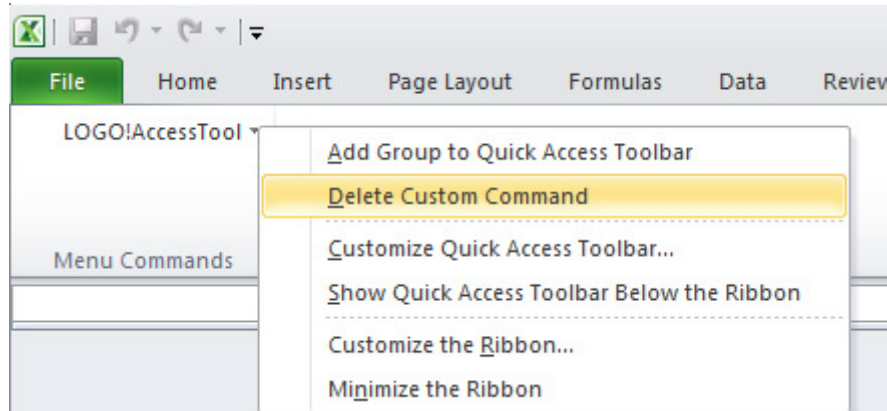 File Home Insert Page Layout Formulas Data Review
LOGO!AccessTool
Menu Commands
Add Group to Quick Access Toolbar
Delete Custom Command
Customize Quick Access Toolbar...
Show Quick Access Toolbar Below the Ribbon
Customize the Ribbon...
Minimize the Ribbon